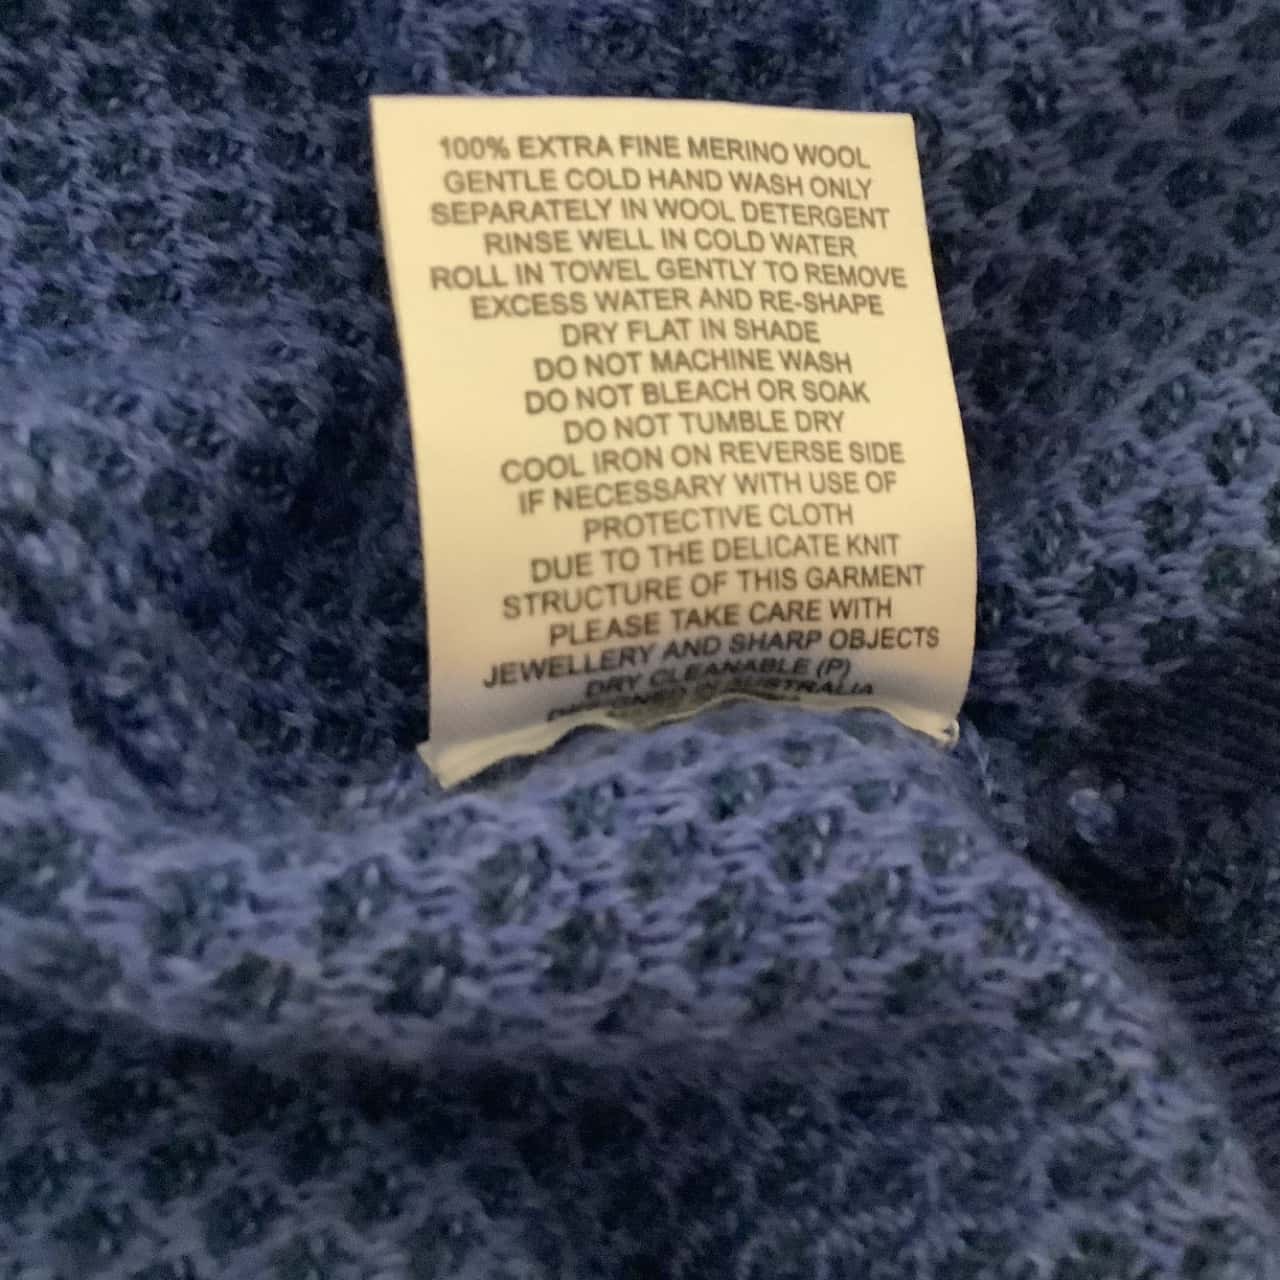 100% EXTRA FINE MERINO WOOL
GENTLE COLD HAND WASH ONLY
SEPARATELY IN WOOL DETERGENT
RINSE WELL IN COLD WATER
ROLL IN TOWEL GENTLY TO REMOVE
EXCESS WATER AND RE-SHAPE
DRY FLAT IN SHADE
DO NOT MACHINE WASH
DO NOT BLEACH OR SOAK
DO NOT TUMBLE DRY
COOL IRON ON REVERSE SIDE
IF NECESSARY WITH USE OF
PROTECTIVE CLOTH
DUE TO THE DELICATE KNIT
STRUCTURE OF THIS GARMENT
PLEASE TAKE CARE WITH
JEWELLERY AND SHARP OBJECTS
DRY CLEANABLE (P)
AUSTRALIA